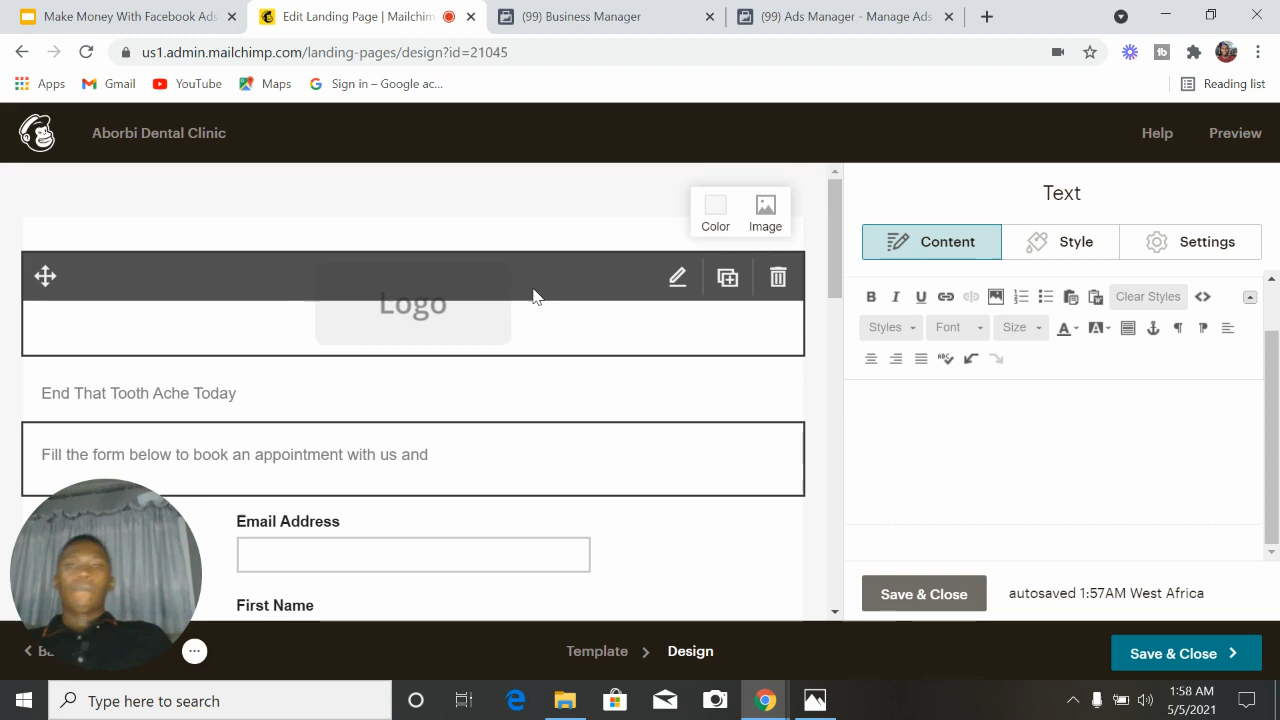 Make Money With Facebook Ads
Edit Landing Page | Mailchim
(99) Business Manager
(99) Ads Manager - Manage Ads
us1.admin.mailchimp.com/landing-pages/design?id=21045
Apps
Gmail
YouTube
Maps
Sign in – Google ac...
Reading list
Aborbi Dental Clinic
Help
Preview
Color
Image
Logo
End That Tooth Ache Today
Fill the form below to book an appointment with us and
Email Address
First Name
Text
Content
Style
Settings
Clear Styles
Styles
Font
Size
Save & Close
autosaved 1:57AM West Africa
Template
Design
Save & Close
Type here to search
1:58 AM
5/5/2021